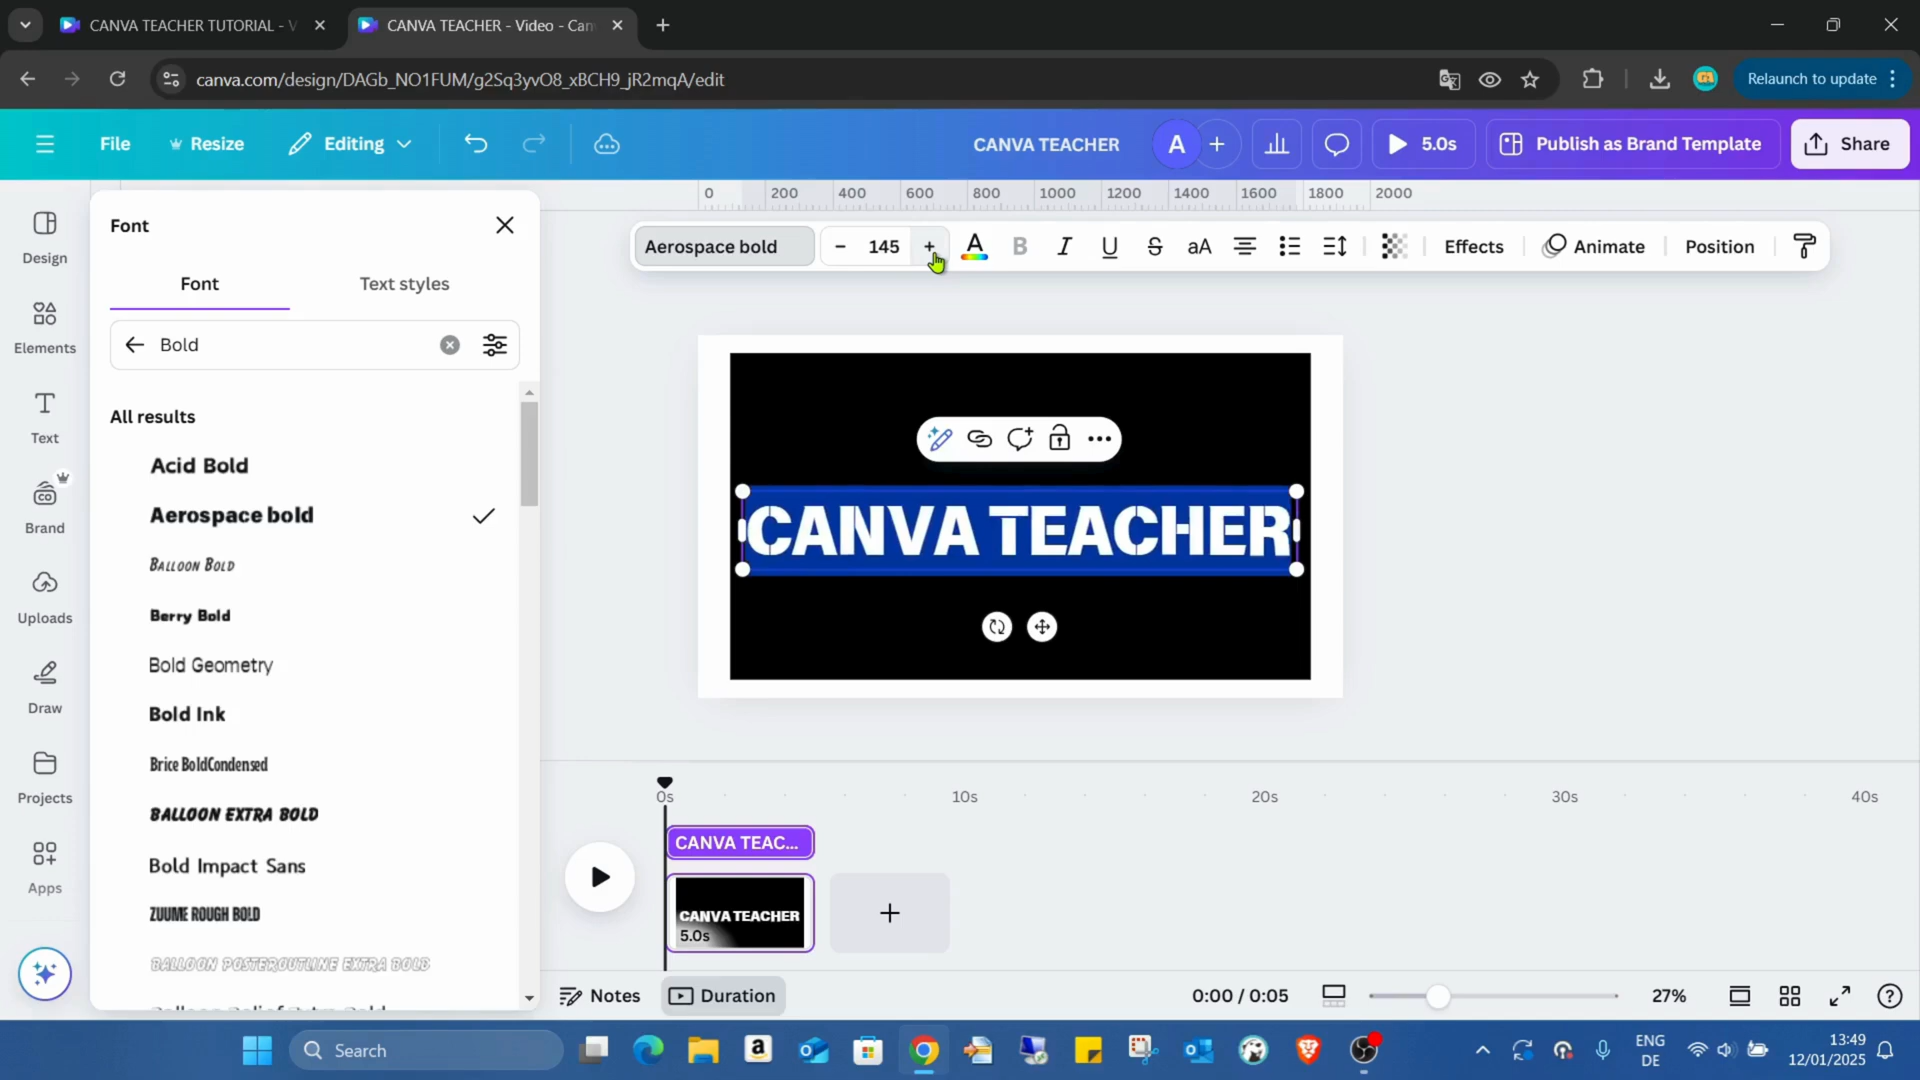 CANVA TEACHER TUTORIAL - V
CANVA TEACHER - Video - Can
canva.com/design/DAGb_NO1FUM/g2Sq3yvO8_xBCH9_jR2mqA/edit
Relaunch to update
File
Resize
Editing
CANVA TEACHER
A
5.0s
Publish as Brand Template
Share
0 200 400 600 800 1000 1200 1400 1600 1800 2000
Design
Elements
Text
Brand
Uploads
Draw
Projects
Apps
Font
Font
Text styles
Bold
All results
Acid Bold
Aerospace bold
BALLOON BOLD
Berry Bold
Bold Geometry
Bold Ink
Brice BoldCondensed
BALLOON EXTRA BOLD
Bold Impact Sans
ZUUME ROUGH BOLD
BALLOON POSTEROUTLINE EXTRA BOLD
Aerospace bold
- 145 +
A
B
I
U
S
aA
Effects
Animate
Position
CANVA TEACHER
0s 10s 20s 30s 40s
CANVA TEAC...
CANVA TEACHER
5.0s
Notes
Duration
0:00 / 0:05
27%
Search
ENG
DE
13:49
12/01/2025